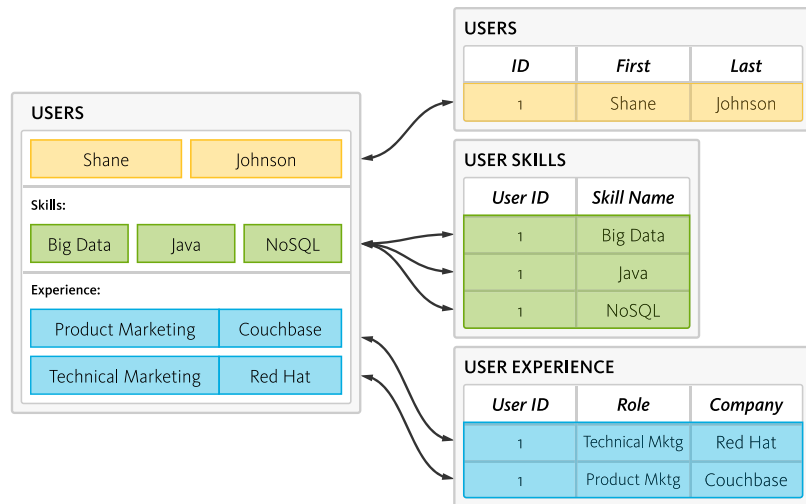 USERS
Shane Johnson
Skills:
Big Data Java NoSQL
Experience:
Product Marketing Couchbase
Technical Marketing Red Hat
USERS
ID First Last
1 Shane Johnson
USER SKILLS
User ID Skill Name
1 Big Data
1 Java
1 NoSQL
USER EXPERIENCE
User ID Role Company
1 Technical Mktg Red Hat
1 Product Mktg Couchbase